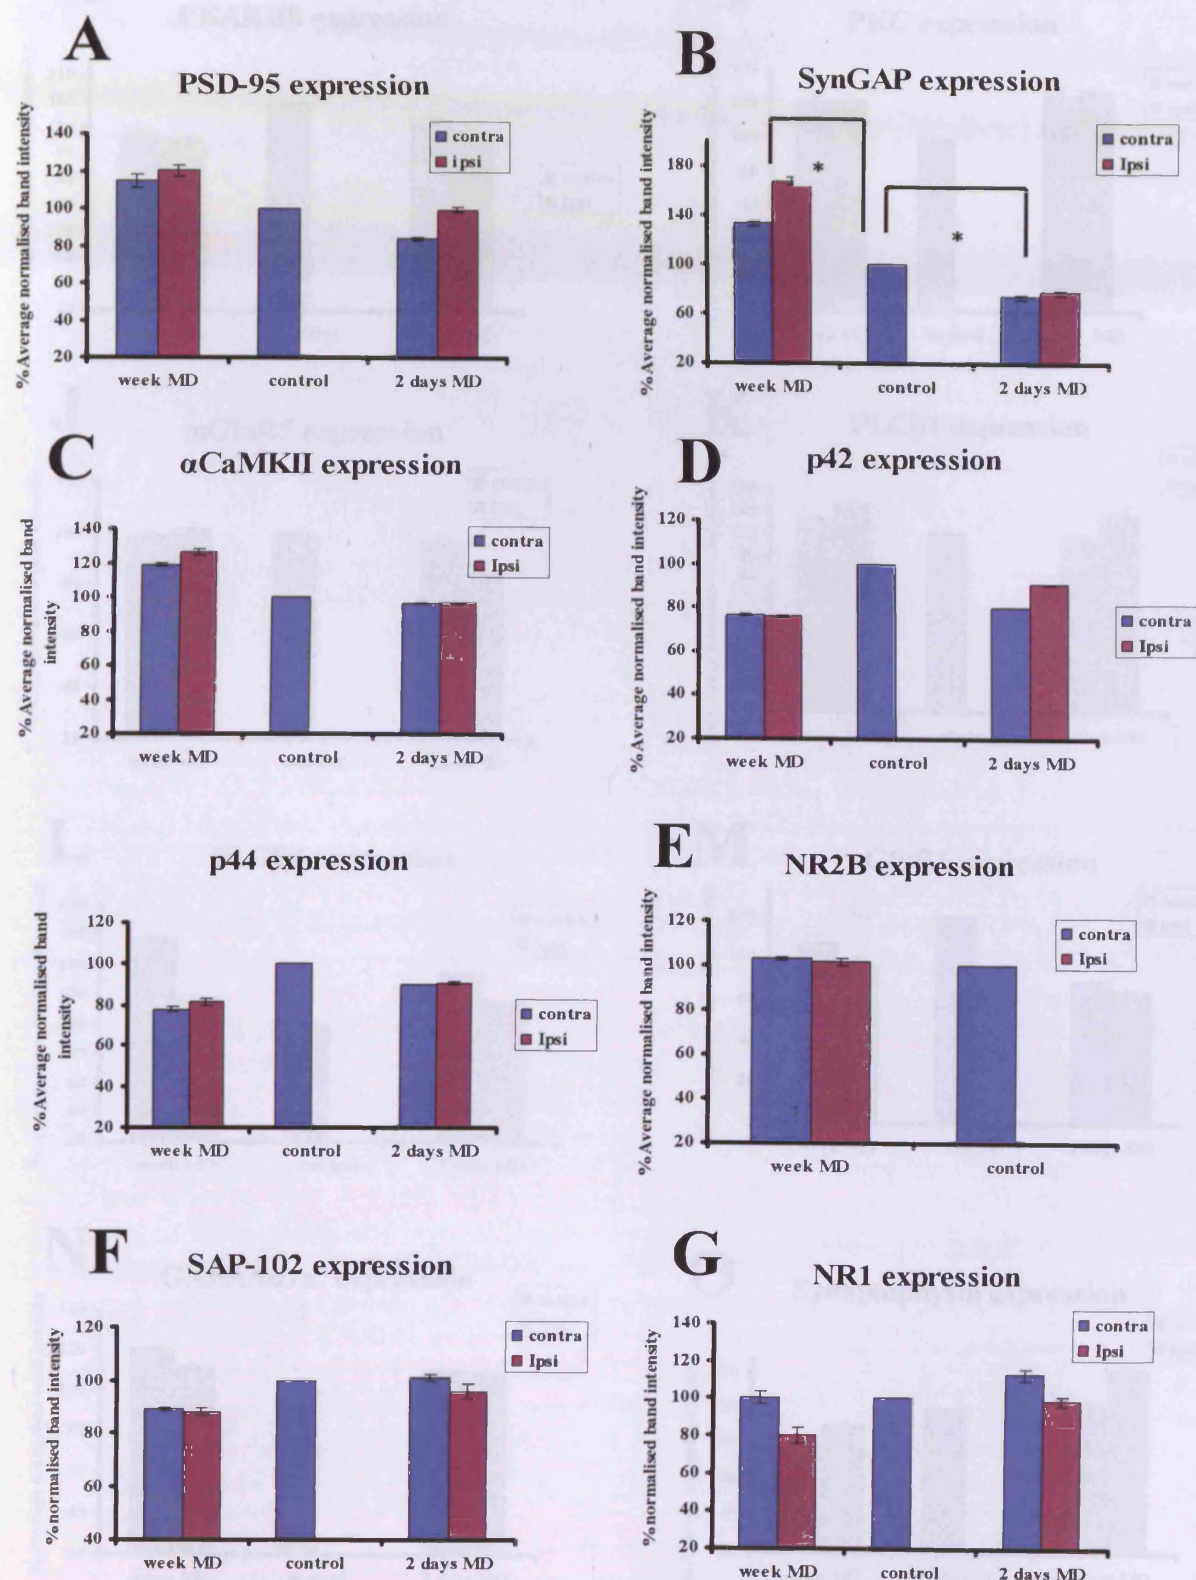 A
PSD-95 expression
%Average normalised band intensity
140
120
100
80
60
40
20
week MD
control
2 days MD
contra
ipsi
B
SynGAP expression
%Average normalised band intensity
180
140
100
60
20
*
*
week MD
control
2 days MD
contra
Ipsi
C
αCaMKII expression
%Average normalised band
intensity
140
120
100
80
60
40
20
week MD
control
2 days MD
contra
Ipsi
D
p42 expression
%Average normalised band intensity
120
100
80
60
40
20
week MD
control
2 days MD
contra
Ipsi
p44 expression
%Average normalised band
intensity
120
100
80
60
40
20
week MD
control
2 days MD
contra
Ipsi
E
NR2B expression
%Average normalised band intensity
120
100
80
60
40
20
week MD
control
contra
Ipsi
F
SAP-102 expression
%normalised band intensity
120
100
80
60
40
week MD
control
2 days MD
contra
Ipsi
G
NR1 expression
%normalised band intensity
140
120
100
80
60
40
20
week MD
control
2 days MD
contra
Ipsi
PKC expression
mGluR5 expression
K
L
M
N
Synaptophysin expression